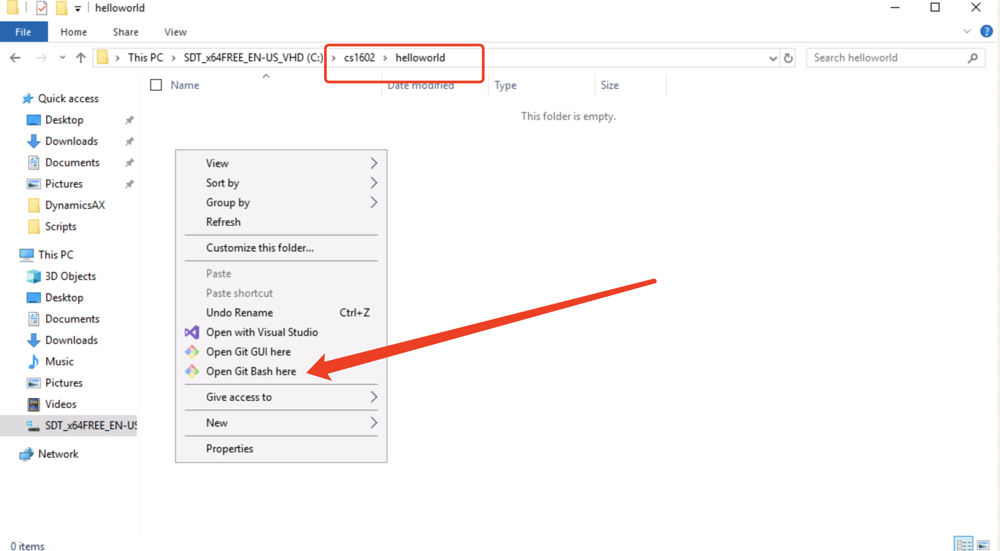 helloworld
File Home Share View
This PC SDT_x64FREE_EN-US_VHD (C:) cs1602 helloworld
Search helloworld
Name Date modified Type Size
This folder is empty.
Quick access
Desktop
Downloads
Documents
Pictures
DynamicsAX
Scripts
This PC
3D Objects
Desktop
Documents
Downloads
Music
Pictures
Videos
SDT_x64FREE_EN-US
Network
View
Sort by
Group by
Refresh
Customize this folder...
Paste
Paste shortcut
Undo Rename Ctrl+Z
Open with Visual Studio
Open Git GUI here
Open Git Bash here
Give access to
New
Properties
0 items